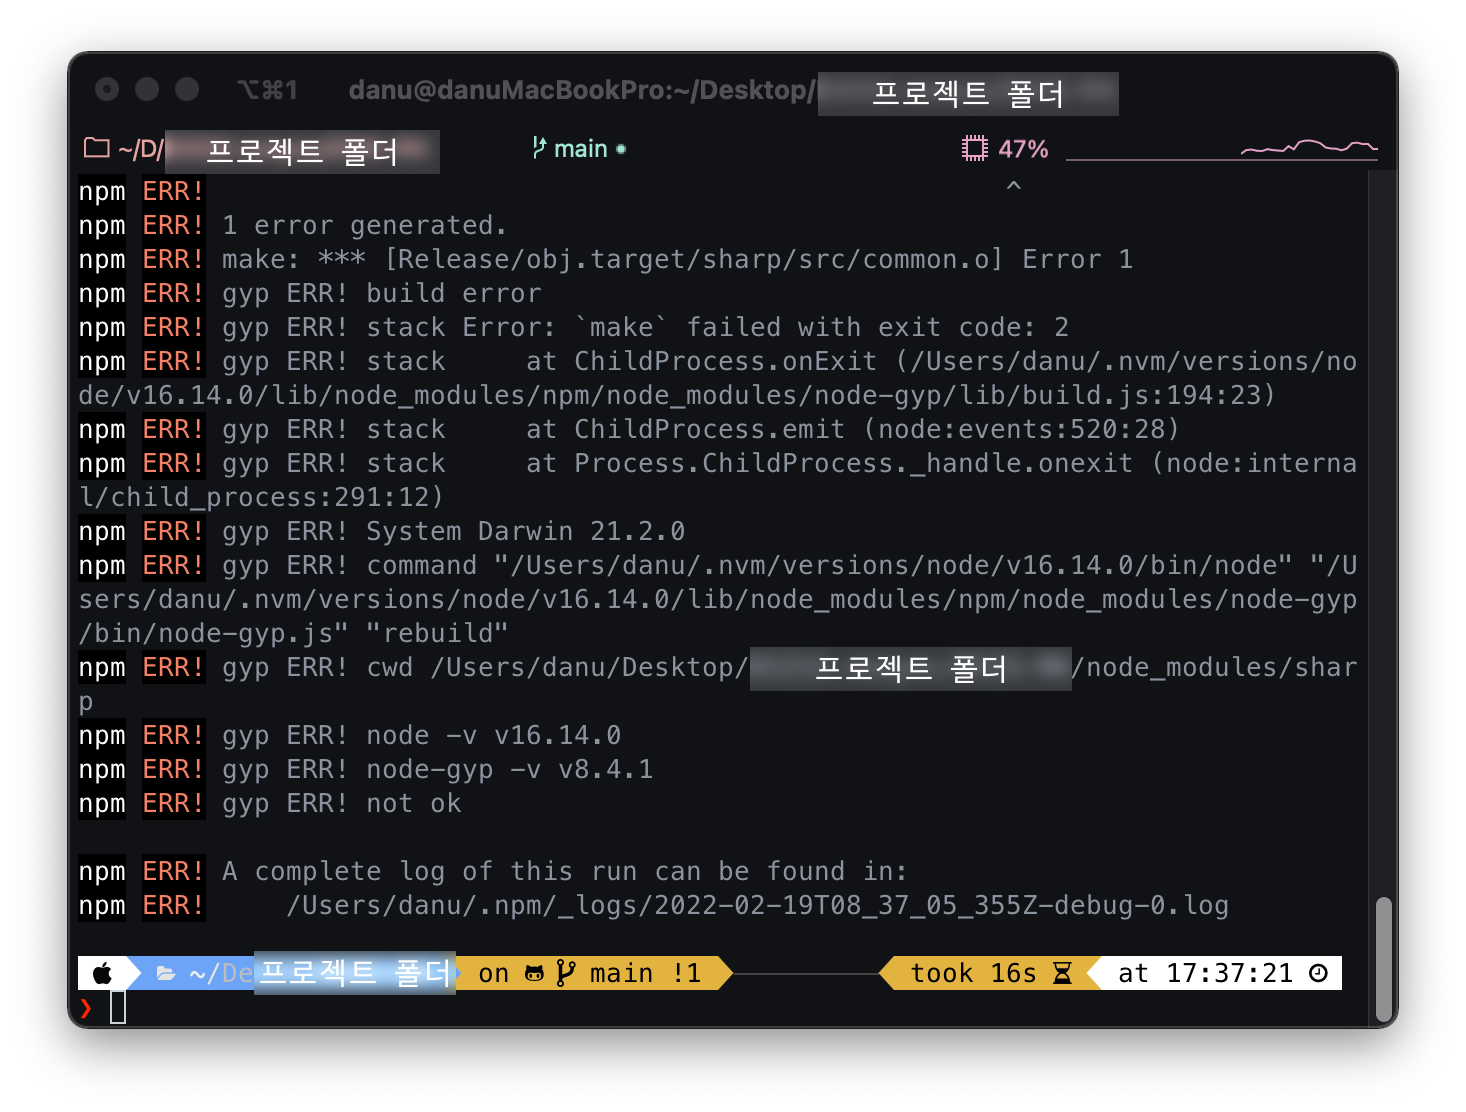 ⌥⌘1 danu@danuMacBookPro:~/Desktop/ 프로젝트 폴더
~/D/ 프로젝트 폴더 main 47%
npm ERR! ^
npm ERR! 1 error generated.
npm ERR! make: *** [Release/obj.target/sharp/src/common.o] Error 1
npm ERR! gyp ERR! build error
npm ERR! gyp ERR! stack Error: `make` failed with exit code: 2
npm ERR! gyp ERR! stack     at ChildProcess.onExit (/Users/danu/.nvm/versions/no
de/v16.14.0/lib/node_modules/npm/node_modules/node-gyp/lib/build.js:194:23)
npm ERR! gyp ERR! stack     at ChildProcess.emit (node:events:520:28)
npm ERR! gyp ERR! stack     at Process.ChildProcess._handle.onexit (node:interna
l/child_process:291:12)
npm ERR! gyp ERR! System Darwin 21.2.0
npm ERR! gyp ERR! command "/Users/danu/.nvm/versions/node/v16.14.0/bin/node" "/U
sers/danu/.nvm/versions/node/v16.14.0/lib/node_modules/npm/node_modules/node-gyp
/bin/node-gyp.js" "rebuild"
npm ERR! gyp ERR! cwd /Users/danu/Desktop/ 프로젝트 폴더 /node_modules/shar
p
npm ERR! gyp ERR! node -v v16.14.0
npm ERR! gyp ERR! node-gyp -v v8.4.1
npm ERR! gyp ERR! not ok
npm ERR! A complete log of this run can be found in:
npm ERR!     /Users/danu/.npm/_logs/2022-02-19T08_37_05_355Z-debug-0.log
~/De 프로젝트 폴더 on main !1 took 16s at 17:37:21
❯